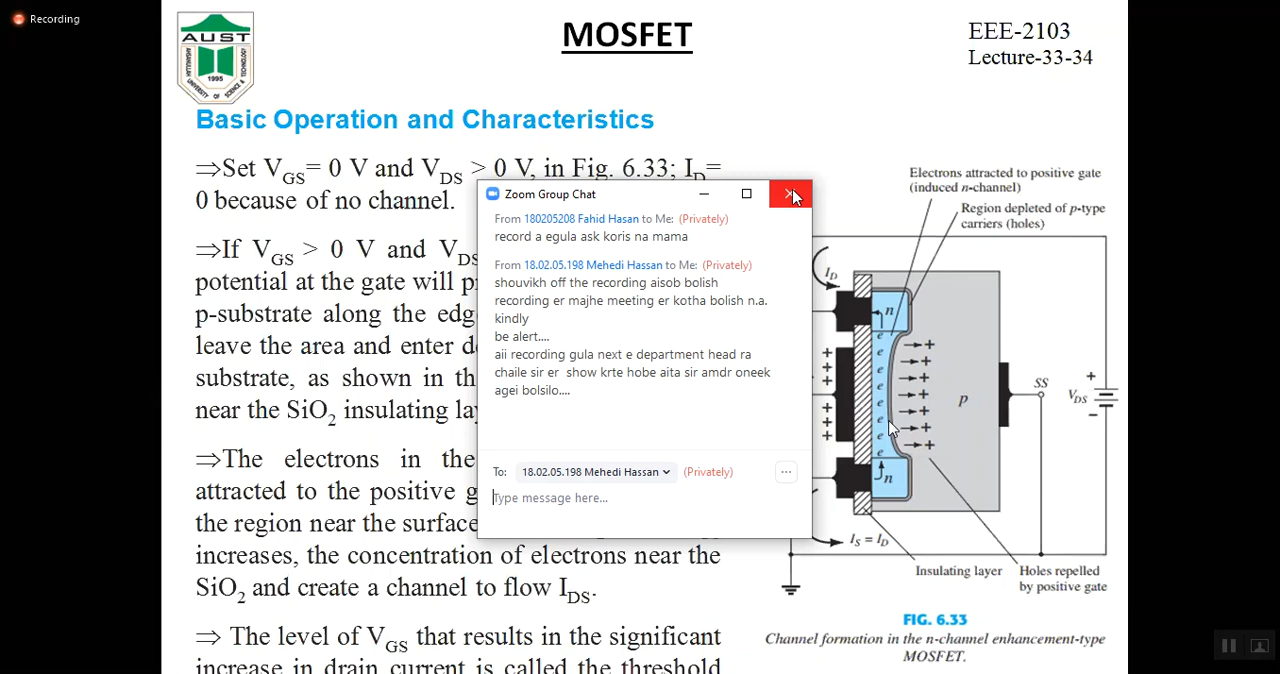 Recording
AUST
1995
AHSANULLAH UNIVERSITY OF SCIENCE & TECHNOLOGY
MOSFET
EEE-2103
Lecture-33-34
Basic Operation and Characteristics
⇒Set VGS= 0 V and VDS > 0 V, in Fig. 6.33; ID=
0 because of no channel.
⇒If VGS > 0 V and VDS
potential at the gate will p
p-substrate along the edg
leave the area and enter de
substrate, as shown in th
near the SiO2 insulating lay
⇒The electrons in the
attracted to the positive g
the region near the surface
increases, the concentration of electrons near the
SiO2 and create a channel to flow IDS.
⇒ The level of VGS that results in the significant
increase in drain current is called the threshold
Zoom Group Chat
From 180205208 Fahid Hasan to Me: (Privately)
record a egula ask koris na mama
From 18.02.05.198 Mehedi Hassan to Me: (Privately)
shouvikh off the recording aisob bolish
recording er majhe meeting er kotha bolish n.a.
kindly
be alert....
aii recording gula next e department head ra
chaile sir er show krte hobe aita sir amdr oneek
agei bolsilo....
To: 18.02.05.198 Mehedi Hassan (Privately)
Type message here...
Electrons attracted to positive gate
(induced n-channel)
Region depleted of p-type
carriers (holes)
ID
n
e
e
e
e
e
e
e
e
p
SS
VDS
+
−
n
IS = ID
Insulating layer
Holes repelled
by positive gate
FIG. 6.33
Channel formation in the n-channel enhancement-type
MOSFET.